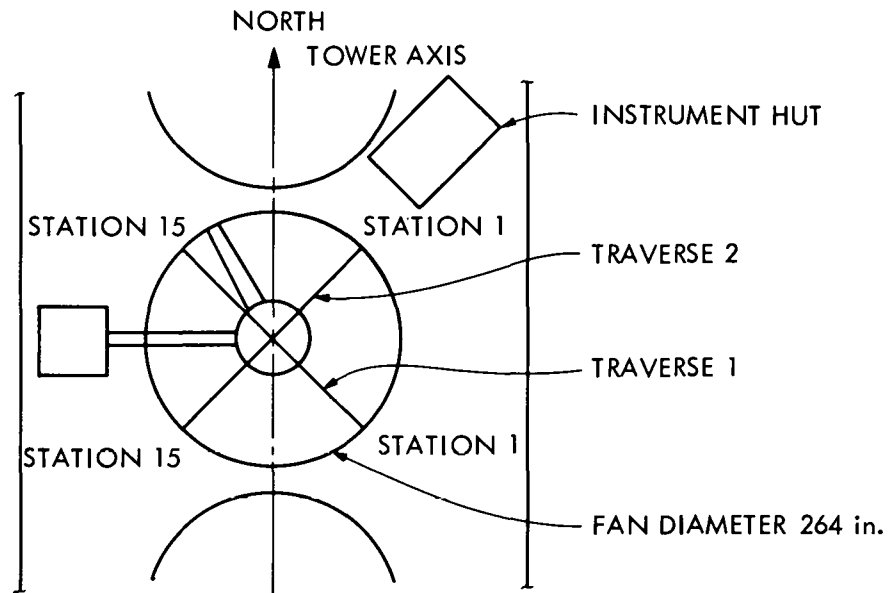 NORTH
TOWER AXIS
INSTRUMENT HUT
STATION 15
STATION 1
TRAVERSE 2
TRAVERSE 1
STATION 15
STATION 1
FAN DIAMETER 264 in.